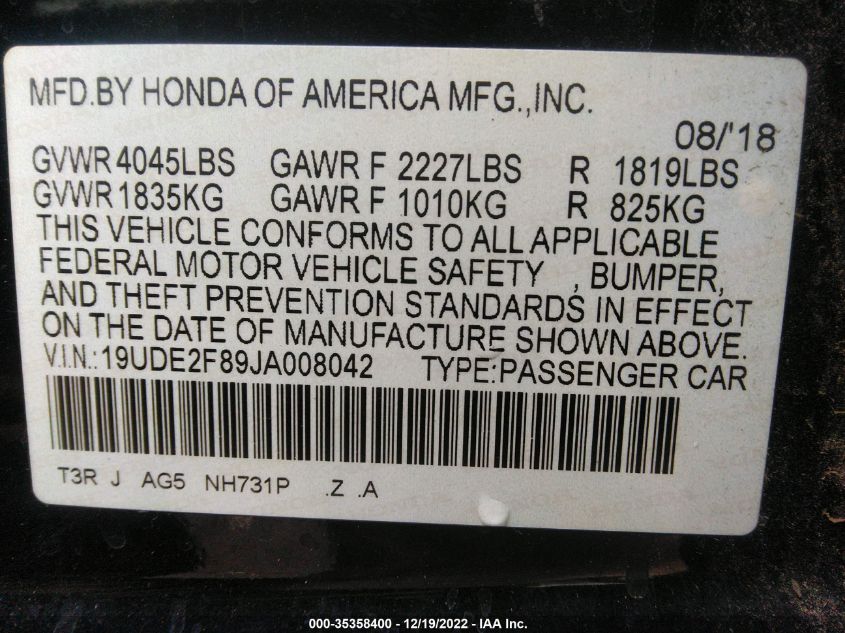 MFD.BY HONDA OF AMERICA MFG.,INC.
08/'18
GVWR 4045LBS GAWR F 2227LBS R 1819LBS
GVWR 1835KG GAWR F 1010KG R 825KG
THIS VEHICLE CONFORMS TO ALL APPLICABLE
FEDERAL MOTOR VEHICLE SAFETY , BUMPER,
AND THEFT PREVENTION STANDARDS IN EFFECT
ON THE DATE OF MANUFACTURE SHOWN ABOVE.
V.I.N.:19UDE2F89JA008042 TYPE:PASSENGER CAR
T3R J AG5 NH731P .Z .A
000-35358400 - 12/19/2022 - IAA Inc.